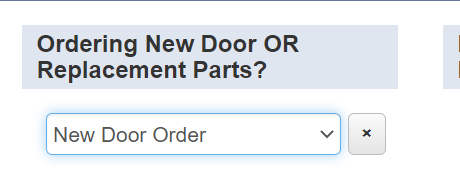 Ordering New Door OR
Replacement Parts?
New Door Order
×